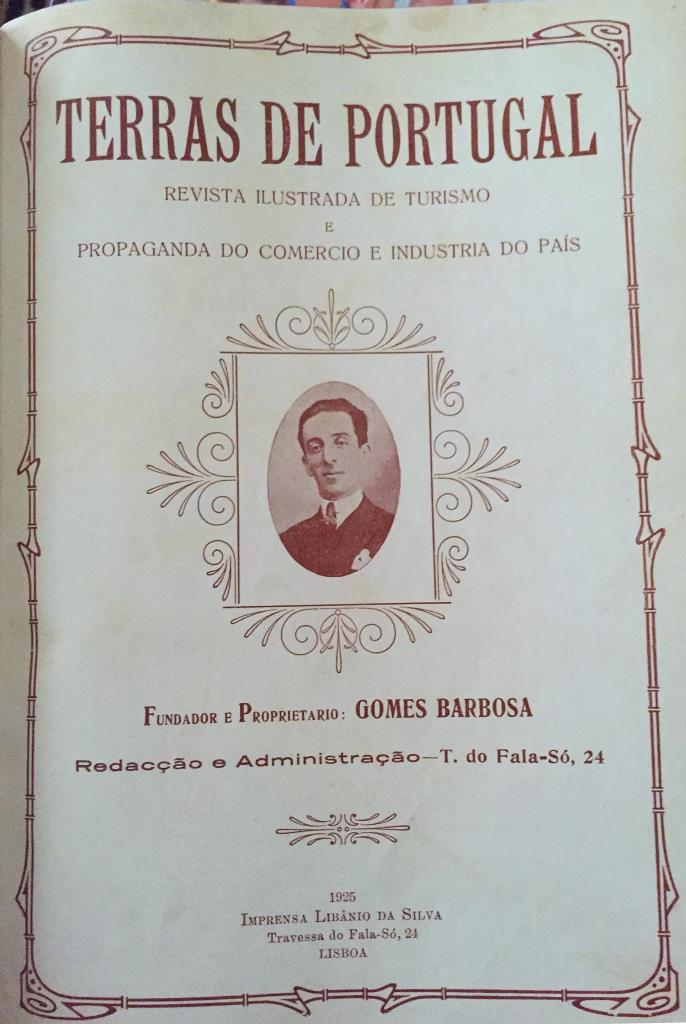 TERRAS DE PORTUGAL
REVISTA ILUSTRADA DE TURISMO
E
PROPAGANDA DO COMERCIO E INDUSTRIA DO PAÍS
FUNDADOR E PROPRIETARIO: GOMES BARBOSA
Redacção e Administração—T. do Fala-Só, 24
1925
IMPRENSA LIBÂNIO DA SILVA
Travessa do Fala-Só, 24
LISBOA